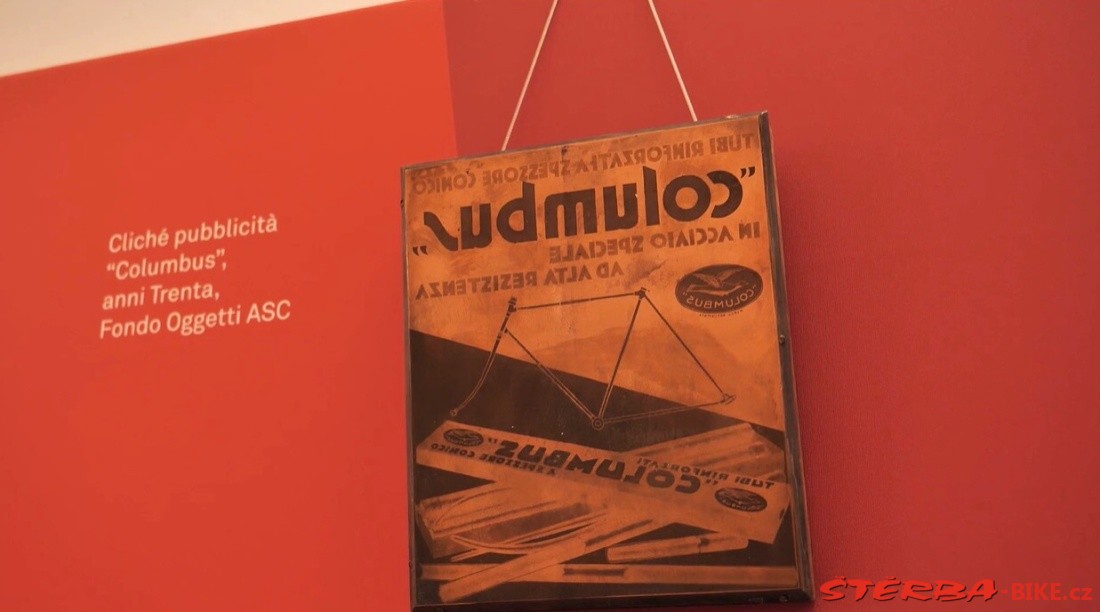 Cliché pubblicità
"Columbus",
anni Trenta,
Fondo Oggetti ASC
TUBI RINFORZATI A SPESSORE CONICO
"Columbus"
IN ACCIAIO SPECIALE
AD ALTA RESISTENZA
COLUMBUS
TUBI RINFORZATI
"COLUMBUS"
A SPESSORE CONICO
ŠTĚRBA-BIKE.cz